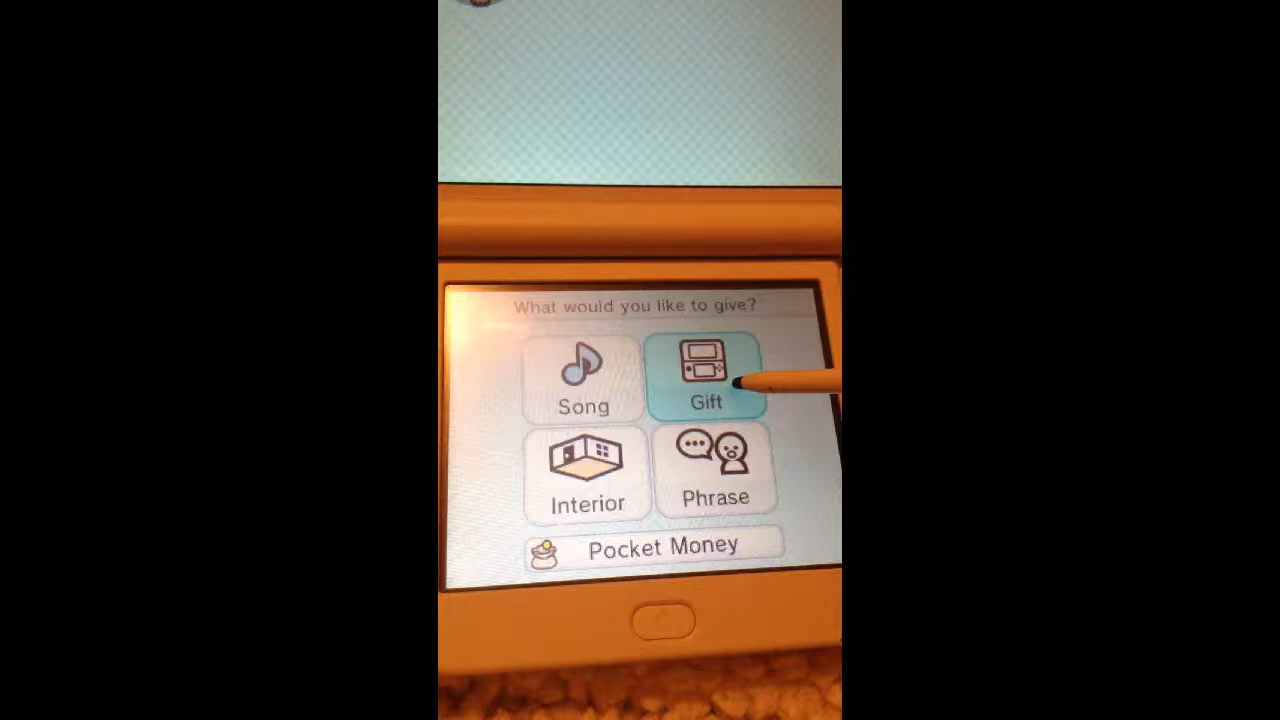 What would you like to give?
Song
Gift
Interior
Phrase
Pocket Money